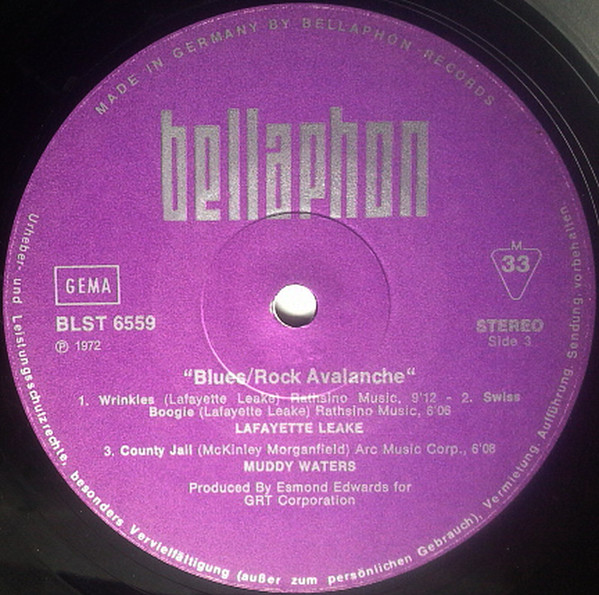 MADE IN GERMANY BY BELLAPHON RECORDS
bellaphon
GEMA
BLST 6559
℗ 1972
M
33
STEREO
Side 3
"Blues/Rock Avalanche"
1. Wrinkles (Lafayette Leake) Rathsino Music, 9'12 - 2. Swiss
Boogie (Lafayette Leake) Rathsino Music, 6'06
LAFAYETTE LEAKE
3. County Jail (McKinley Morganfield) Arc Music Corp., 6'08
MUDDY WATERS
Produced By Esmond Edwards for
GRT Corporation
Urheber- und Leistungsschutzrechte, besonders Vervielfältigung (außer zum persönlichen Gebrauch), Vermietung, Aufführung, Sendung, vorbehalten.